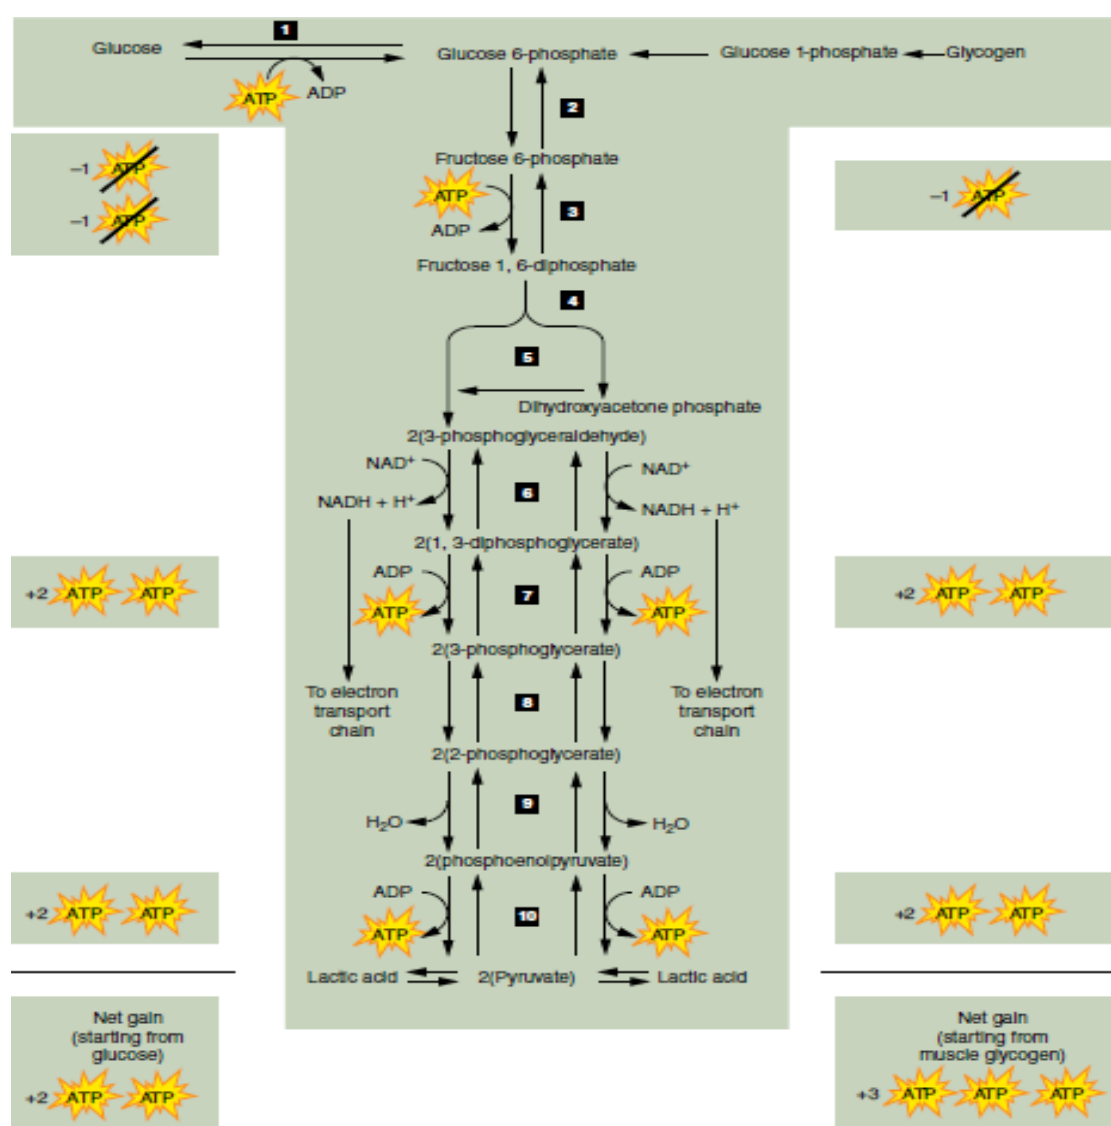 1
Glucose
Glucose 6-phosphate
Glucose 1-phosphate
Glycogen
ATP
ADP
2
–1 ATP
–1 ATP
Fructose 6-phosphate
–1 ATP
ATP
3
ADP
Fructose 1, 6-diphosphate
4
5
Dihydroxyacetone phosphate
2(3-phosphoglyceraldehyde)
NAD+
NAD+
6
NADH + H+
NADH + H+
2(1, 3-diphosphoglycerate)
ADP
ADP
+2 ATP ATP
7
+2 ATP ATP
ATP
ATP
2(3-phosphoglycerate)
To electron
transport
chain
8
To electron
transport
chain
2(2-phosphoglycerate)
9
H2O
H2O
2(phosphoenolpyruvate)
ADP
ADP
+2 ATP ATP
10
+2 ATP ATP
ATP
ATP
Lactic acid
2(Pyruvate)
Lactic acid
Net gain
(starting from
glucose)
+2 ATP ATP
Net gain
(starting from
muscle glycogen)
+3 ATP ATP ATP